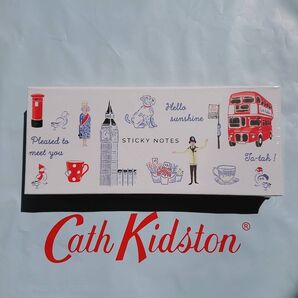 Hello
sunshine
STICKY NOTES
Pleased to
meet you
Ta-tah!
Cath Kidston®